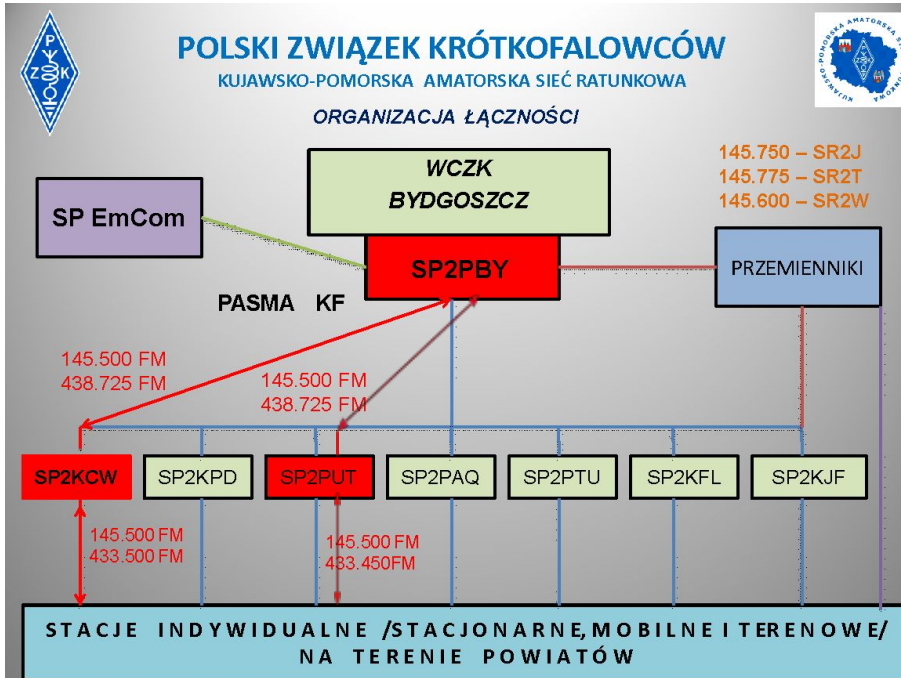 P
Z K
POLSKI ZWIĄZEK KRÓTKOFALOWCÓW
KUJAWSKO-POMORSKA AMATORSKA SIEĆ RATUNKOWA
ORGANIZACJA ŁĄCZNOŚCI
KUJAWSKO-POMORSKA AMATORSKA
WCZK
BYDGOSZCZ
145.750 – SR2J
145.775 – SR2T
145.600 – SR2W
SP EmCom
SP2PBY
PRZEMIENNIKI
PASMA KF
145.500 FM
438.725 FM
145.500 FM
438.725 FM
SP2KCW
SP2KPD
SP2PUT
SP2PAQ
SP2PTU
SP2KFL
SP2KJF
145.500 FM
433.500 FM
145.500 FM
433.450FM
STACJE INDYWIDUALNE /STACJONARNE, MOBILNE I TERENOWE/
NA TERENIE POWIATÓW